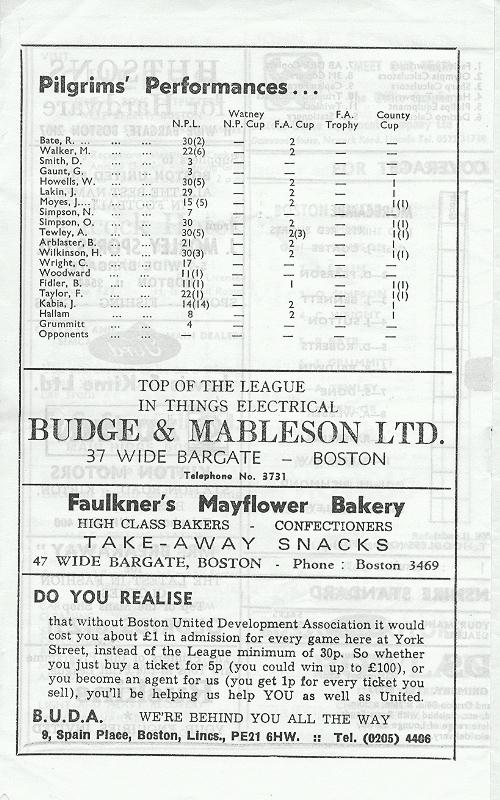 Pilgrims' Performances...
N.P.L. Watney N.P. Cup F.A. Cup F.A. Trophy County Cup
Bate, R. ... ... ... 30(2) — 2 — —
Walker, M. ... ... 22(6) — 2 — —
Smith, D. ... ... 3 — — — —
Gaunt, G. ... ... 3 — — — —
Howells, W. ... ... 30(5) — 2 — 1
Lakin, J. ... ... 29 — 2 — 1
Moyes, J.... ... ... 15 (5) — 2 — 1(1)
Simpson, N. ... ... 7 — — — —
Simpson, O. ... ... 30 — 2 — 1(1)
Tewley, A. ... ... 30(5) — 2(3) — 1(1)
Arblaster, B. ... ... 21 — 2 — 1
Wilkinson, H. ... ... 30(3) — 2 — 1(1)
Wright, C. ... ... 17 — — — —
Woodward ... ... 11(1) — — — —
Fidler, B. ... ... 11(1) — 1 — 1(1)
Taylor, F. ... ... 22(1) — — — 1(1)
Kabia, J. ... ... 14(14) — 2 — 1
Hallam ... ... 8 — 2 — 1
Grummitt ... ... 4 — — — —
Opponents ... ... — — — — —
TOP OF THE LEAGUE
IN THINGS ELECTRICAL
BUDGE & MABLESON LTD.
37 WIDE BARGATE – BOSTON
Telephone No. 3731
Faulkner's Mayflower Bakery
HIGH CLASS BAKERS - CONFECTIONERS
TAKE-AWAY SNACKS
47 WIDE BARGATE, BOSTON - Phone : Boston 3469
DO YOU REALISE
that without Boston United Development Association it would
cost you about £1 in admission for every game here at York
Street, instead of the League minimum of 30p. So whether
you just buy a ticket for 5p (you could win up to £100), or
you become an agent for us (you get 1p for every ticket you
sell), you'll be helping us help YOU as well as United.
B.U.D.A. WE'RE BEHIND YOU ALL THE WAY
9, Spain Place, Boston, Lincs., PE21 6HW. :: Tel. (0205) 4406